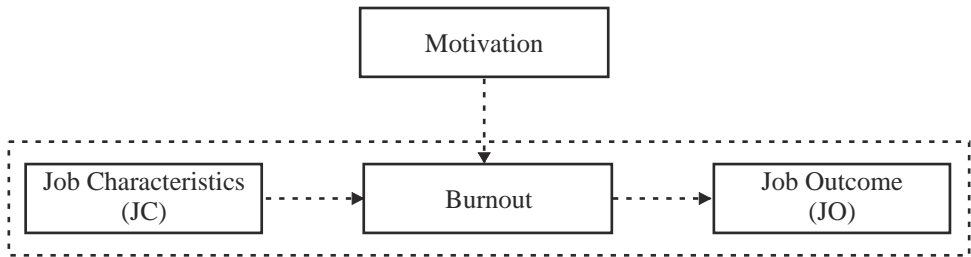 Motivation
Job Characteristics
(JC)
Burnout
Job Outcome
(JO)